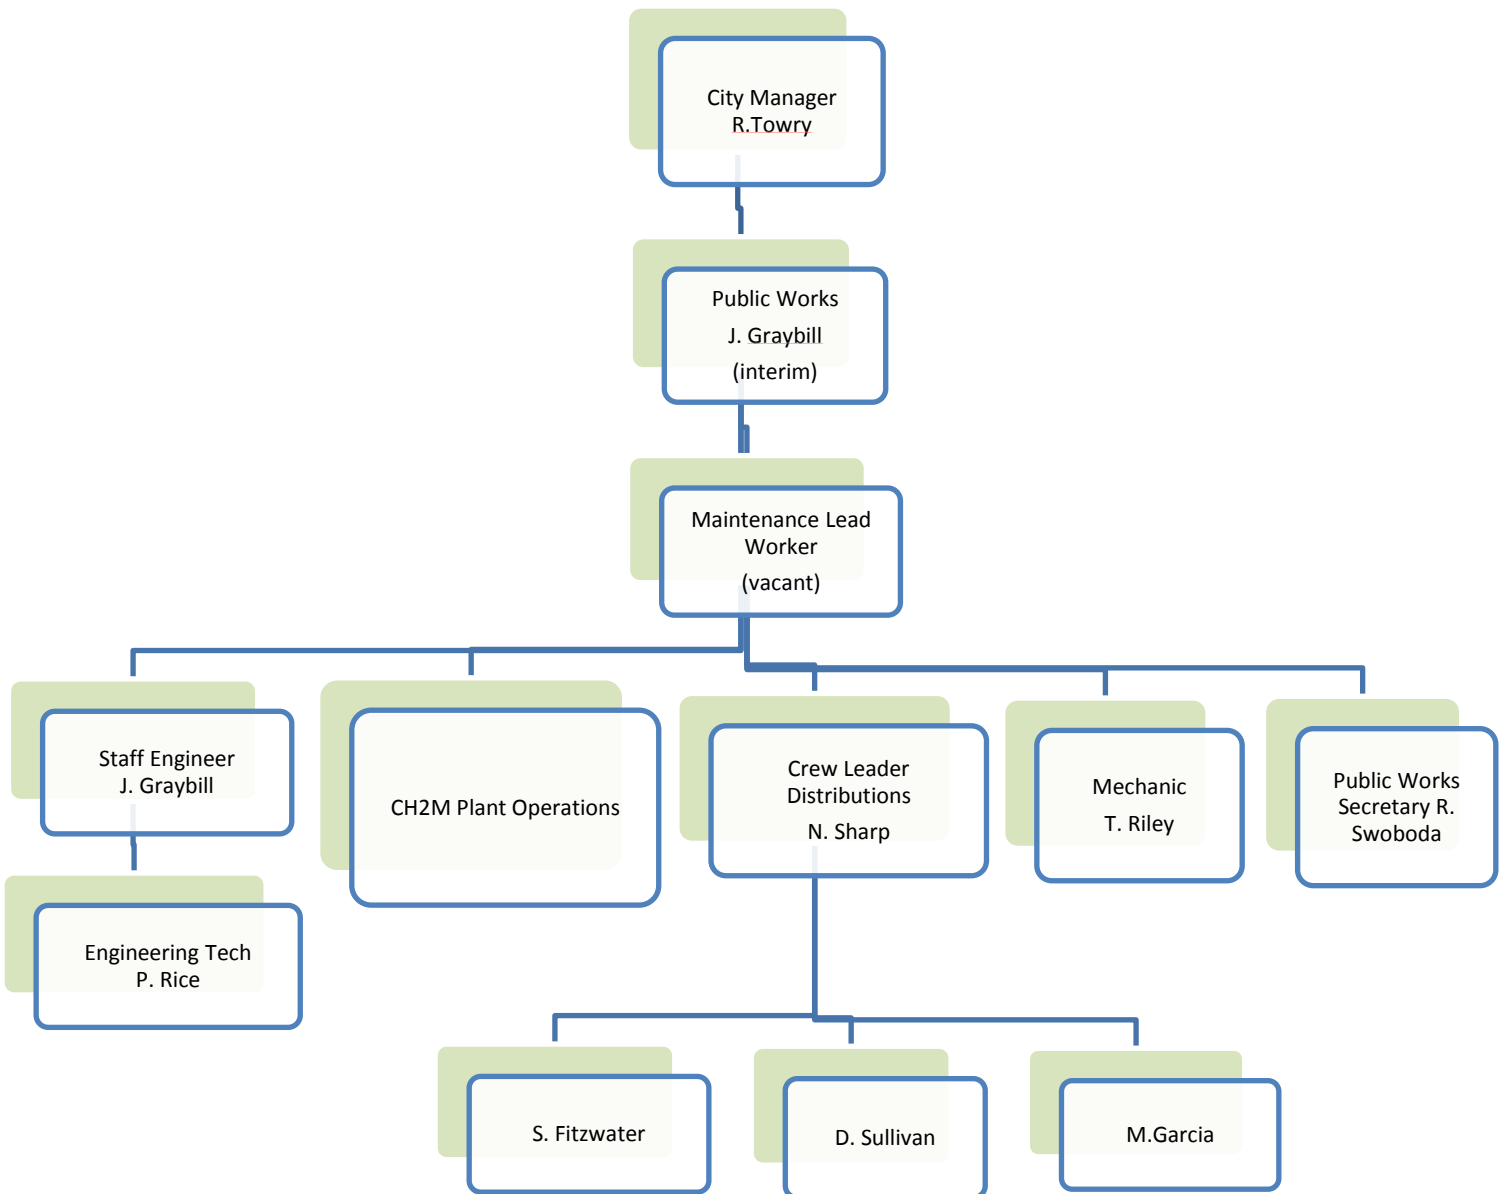 City Manager
R.Towry
Public Works
J. Graybill
(interim)
Maintenance Lead
Worker
(vacant)
Staff Engineer
J. Graybill
CH2M Plant Operations
Crew Leader
Distributions
N. Sharp
Mechanic
T. Riley
Public Works
Secretary R.
Swoboda
Engineering Tech
P. Rice
S. Fitzwater
D. Sullivan
M.Garcia